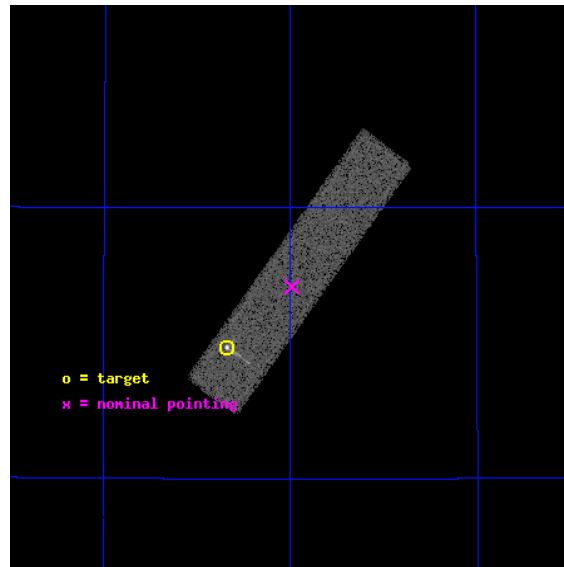 o = target
x = nominal pointing